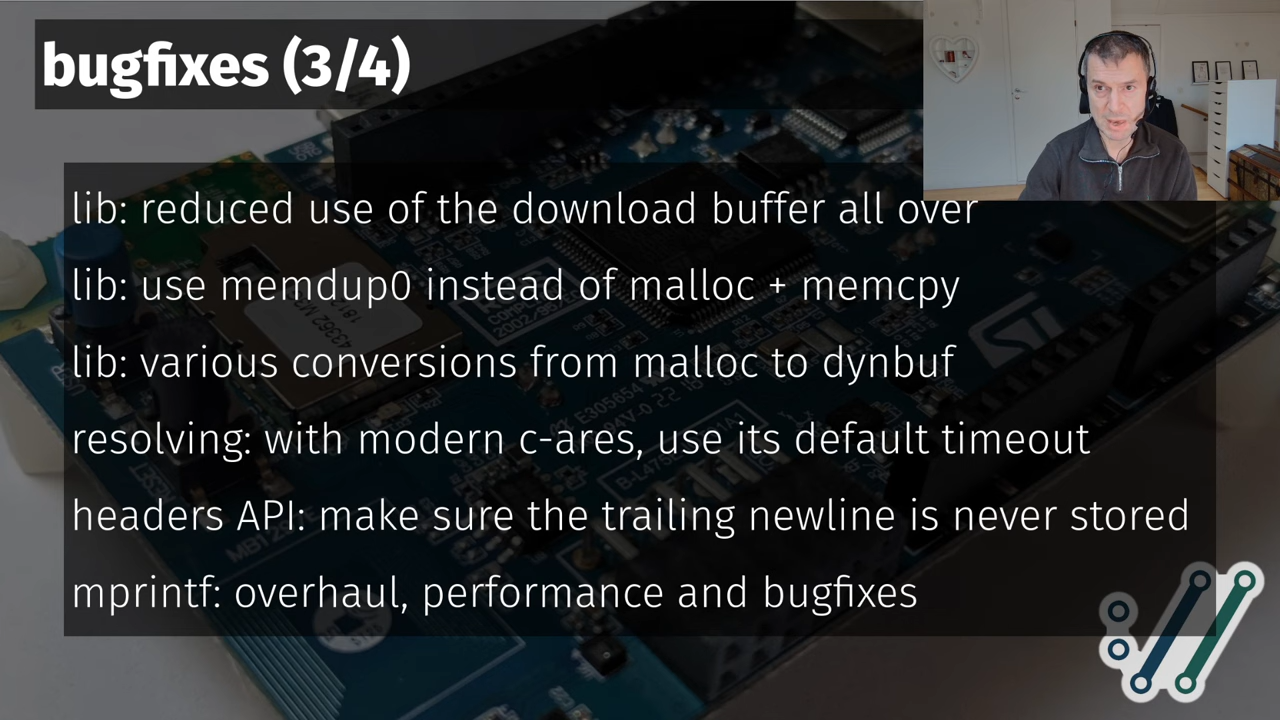 bugfixes (3/4)
lib: reduced use of the download buffer all over
lib: use memdup0 instead of malloc + memcpy
lib: various conversions from malloc to dynbuf
resolving: with modern c-ares, use its default timeout
headers API: make sure the trailing newline is never stored
mprintf: overhaul, performance and bugfixes